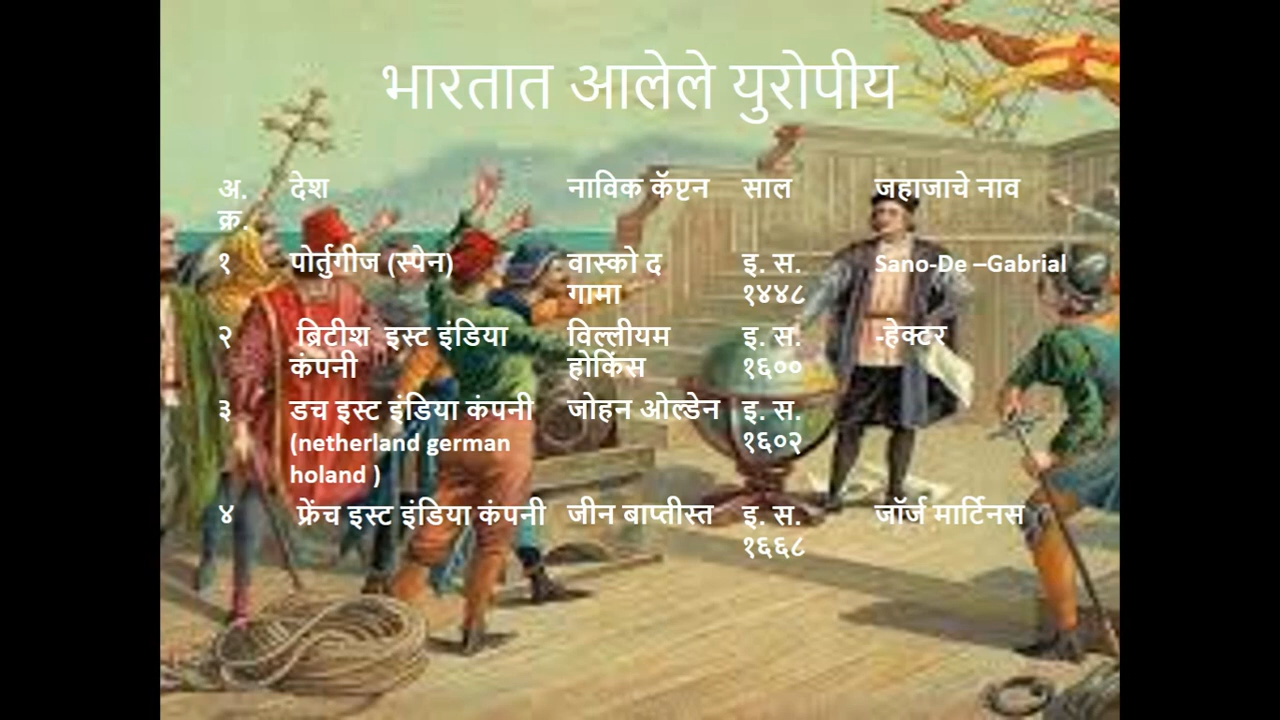 भारतात आलेले युरोपीय
अ. देश नाविक कॅप्टन साल जहाजाचे नाव
क्र.
१ पोर्तुगीज (स्पैन) वास्को द इ. स. Sano-De –Gabrial
गामा १४४८
२ ब्रिटीश इस्ट इंडिया विल्लीयम इ. स. -हेक्टर
कंपनी होकिंस १६००
३ डच इस्ट इंडिया कंपनी जोहन ओल्डेन इ. स.
(netherland german १६०२
holand )
४ फ्रेंच इस्ट इंडिया कंपनी जीन बाप्तीस्त इ. स. जॉर्ज मार्टिनस
१६६८